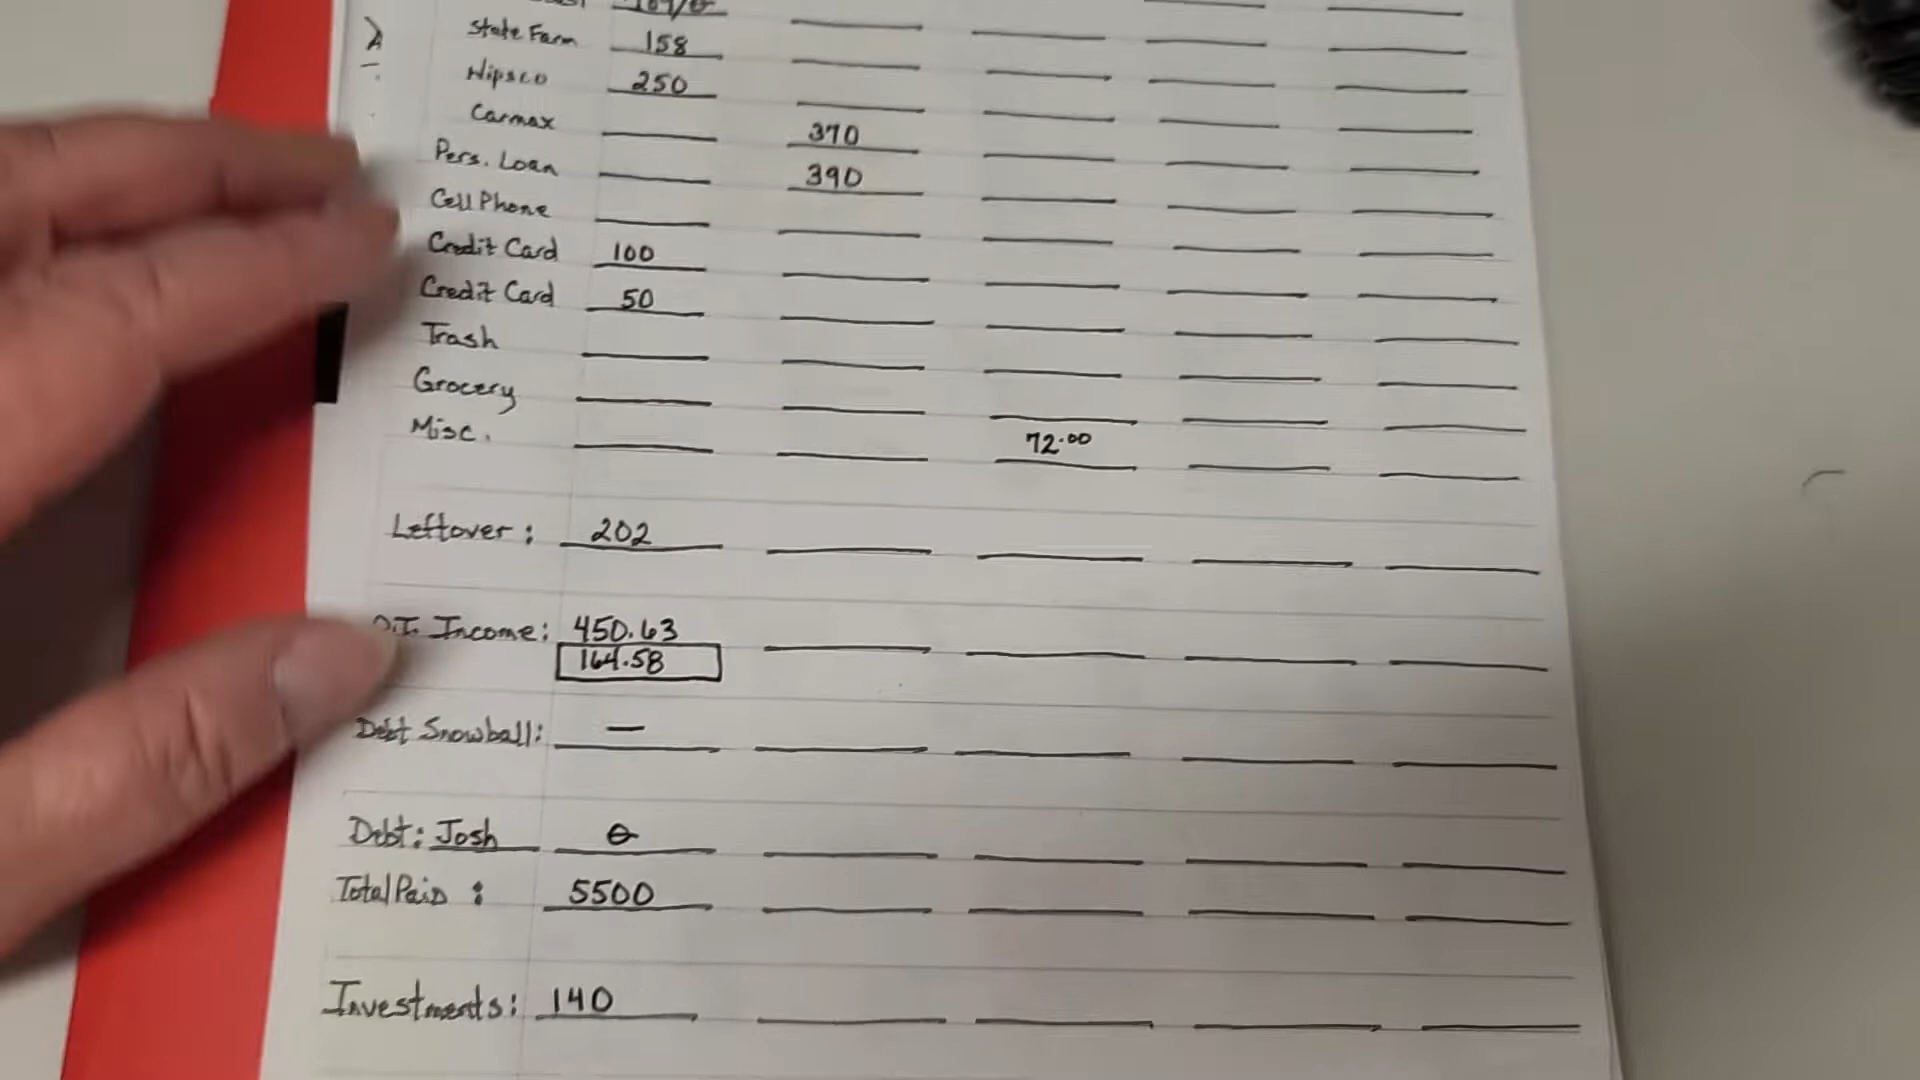 State Farm 158
Nipsco 250
Carmax 370
Pers. Loan 390
Cell Phone
Credit Card 100
Credit Card 50
Trash
Grocery
Misc. 72.00
Leftover: 202
Income: 450.63
164.58
Debt Snowball: —
Debt: Josh 0
Total Paid: 5500
Investments: 140